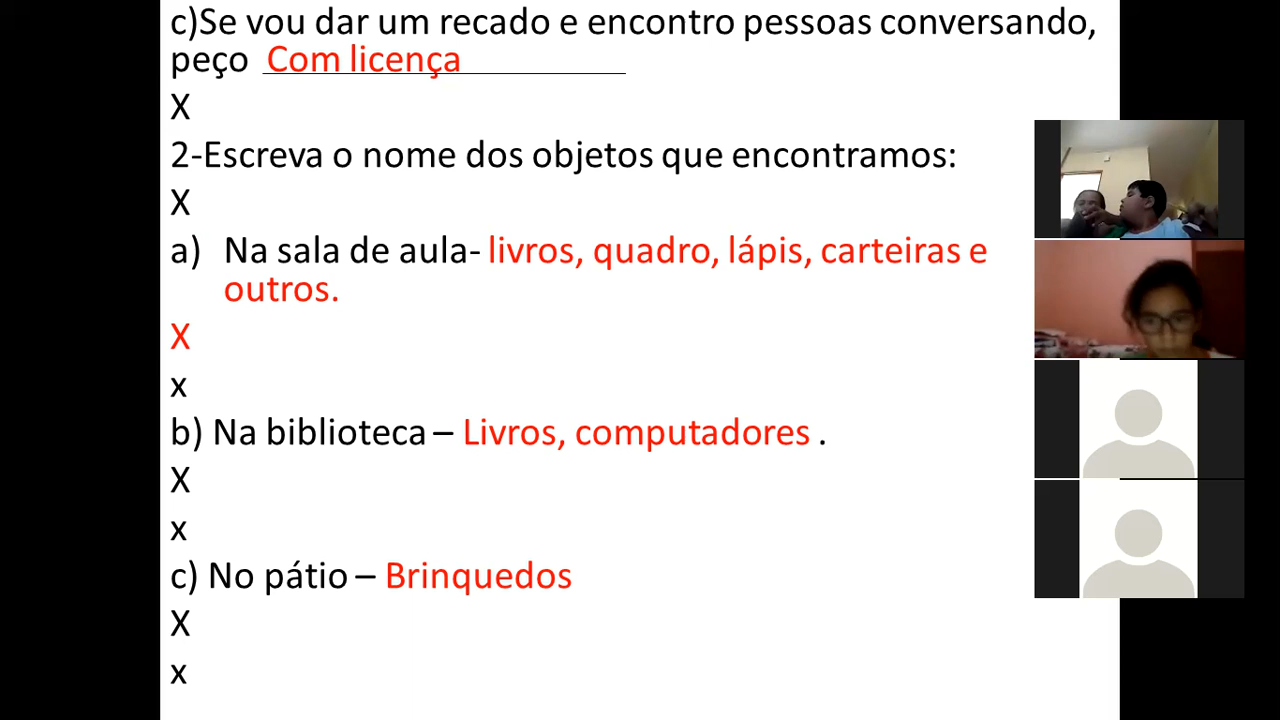 c)Se vou dar um recado e encontro pessoas conversando,
peço Com licença
X
2-Escreva o nome dos objetos que encontramos:
X
a) Na sala de aula- livros, quadro, lápis, carteiras e
outros.
X
x
b) Na biblioteca – Livros, computadores .
X
x
c) No pátio – Brinquedos
X
x